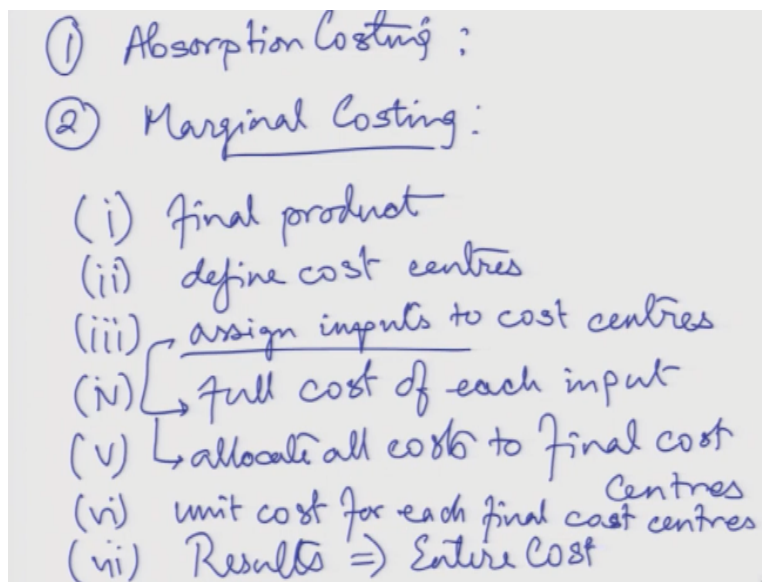 ① Absorption Costing :
② Marginal Costing :
(i) final product
(ii) define cost centres
(iii) assign inputs to cost centres
(iv) full cost of each input
(v) allocate all costs to final cost
centres
(vi) unit cost for each final cost centres
(vii) Results ⇒ Entire Cost